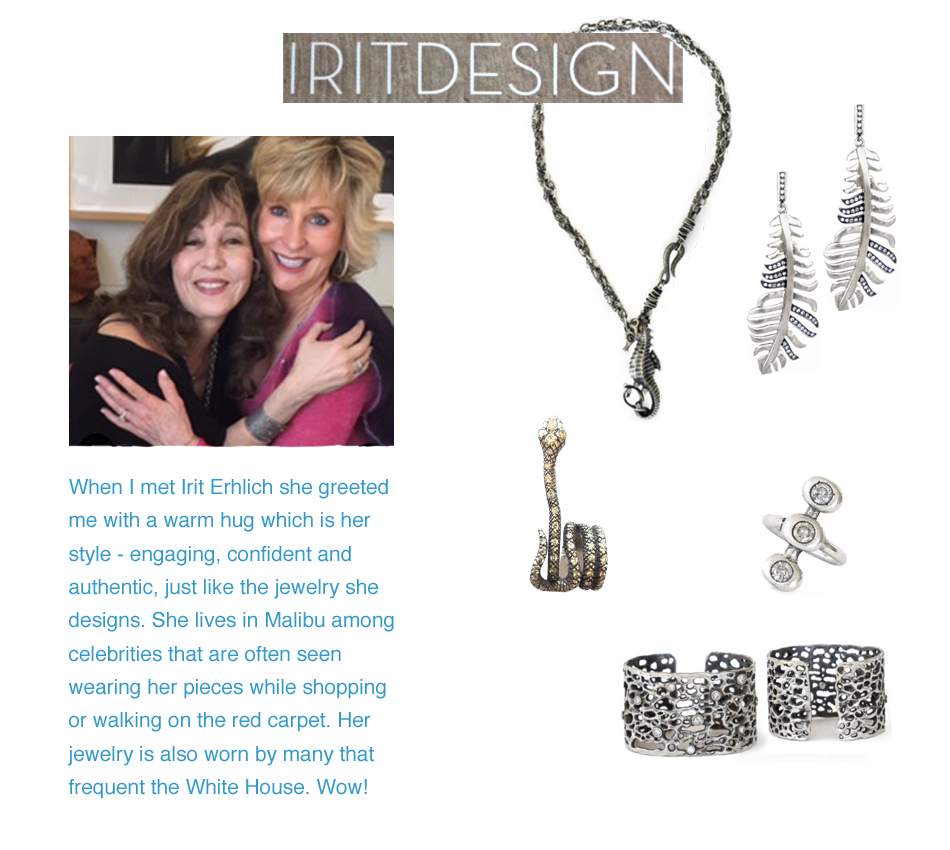 IRITDESIGN
When I met Irit Erhlich she greeted
me with a warm hug which is her
style - engaging, confident and
authentic, just like the jewelry she
designs. She lives in Malibu among
celebrities that are often seen
wearing her pieces while shopping
or walking on the red carpet. Her
jewelry is also worn by many that
frequent the White House. Wow!